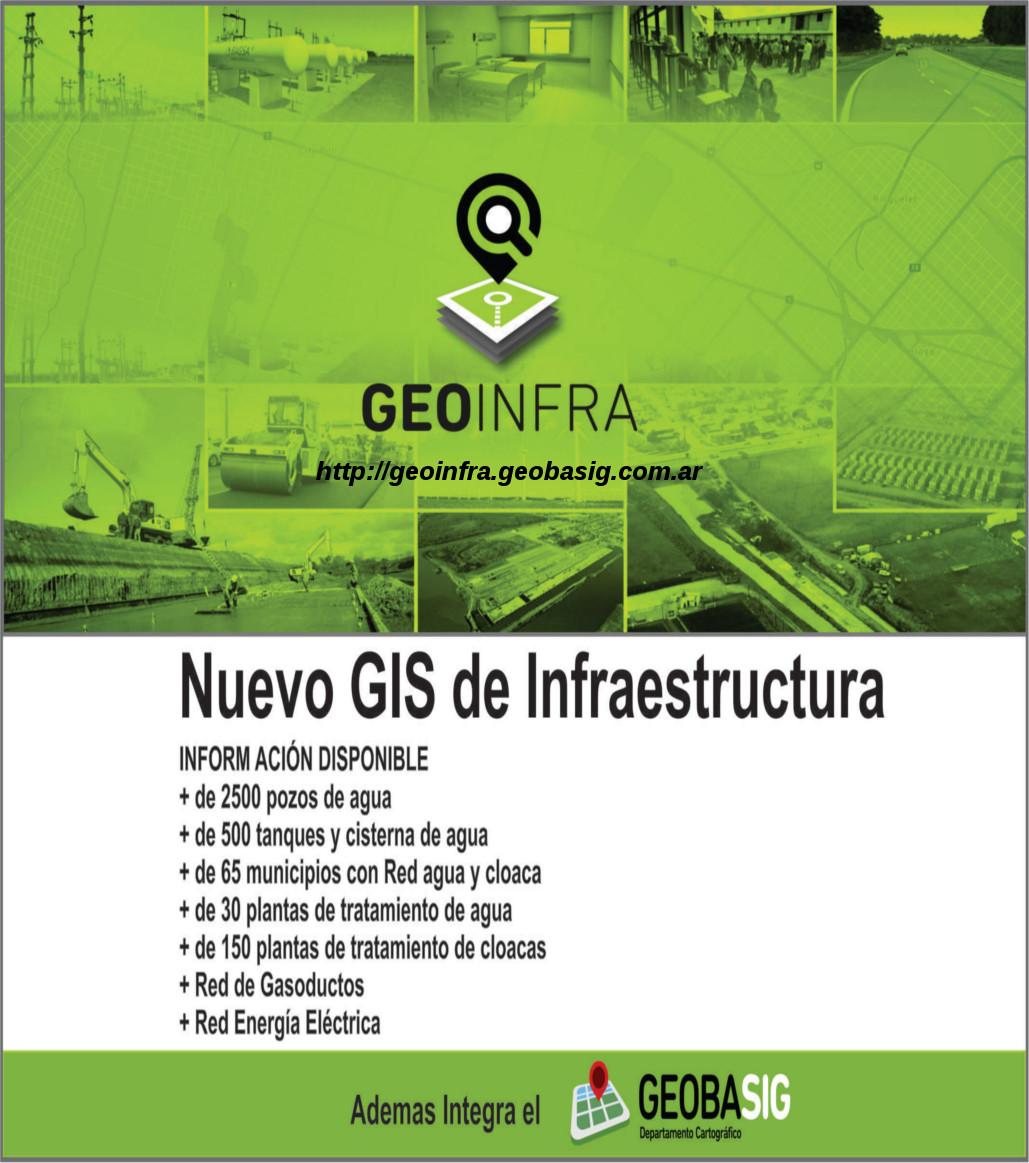 GEOINFRA
http://geoinfra.geobasig.com.ar
Nuevo GIS de Infraestructura
INFORM ACIÓN DISPONIBLE
+ de 2500 pozos de agua
+ de 500 tanques y cisterna de agua
+ de 65 municipios con Red agua y cloaca
+ de 30 plantas de tratamiento de agua
+ de 150 plantas de tratamiento de cloacas
+ Red de Gasoductos
+ Red Energía Eléctrica
Ademas Integra el
GEOBASIG
Departamento Cartográfico